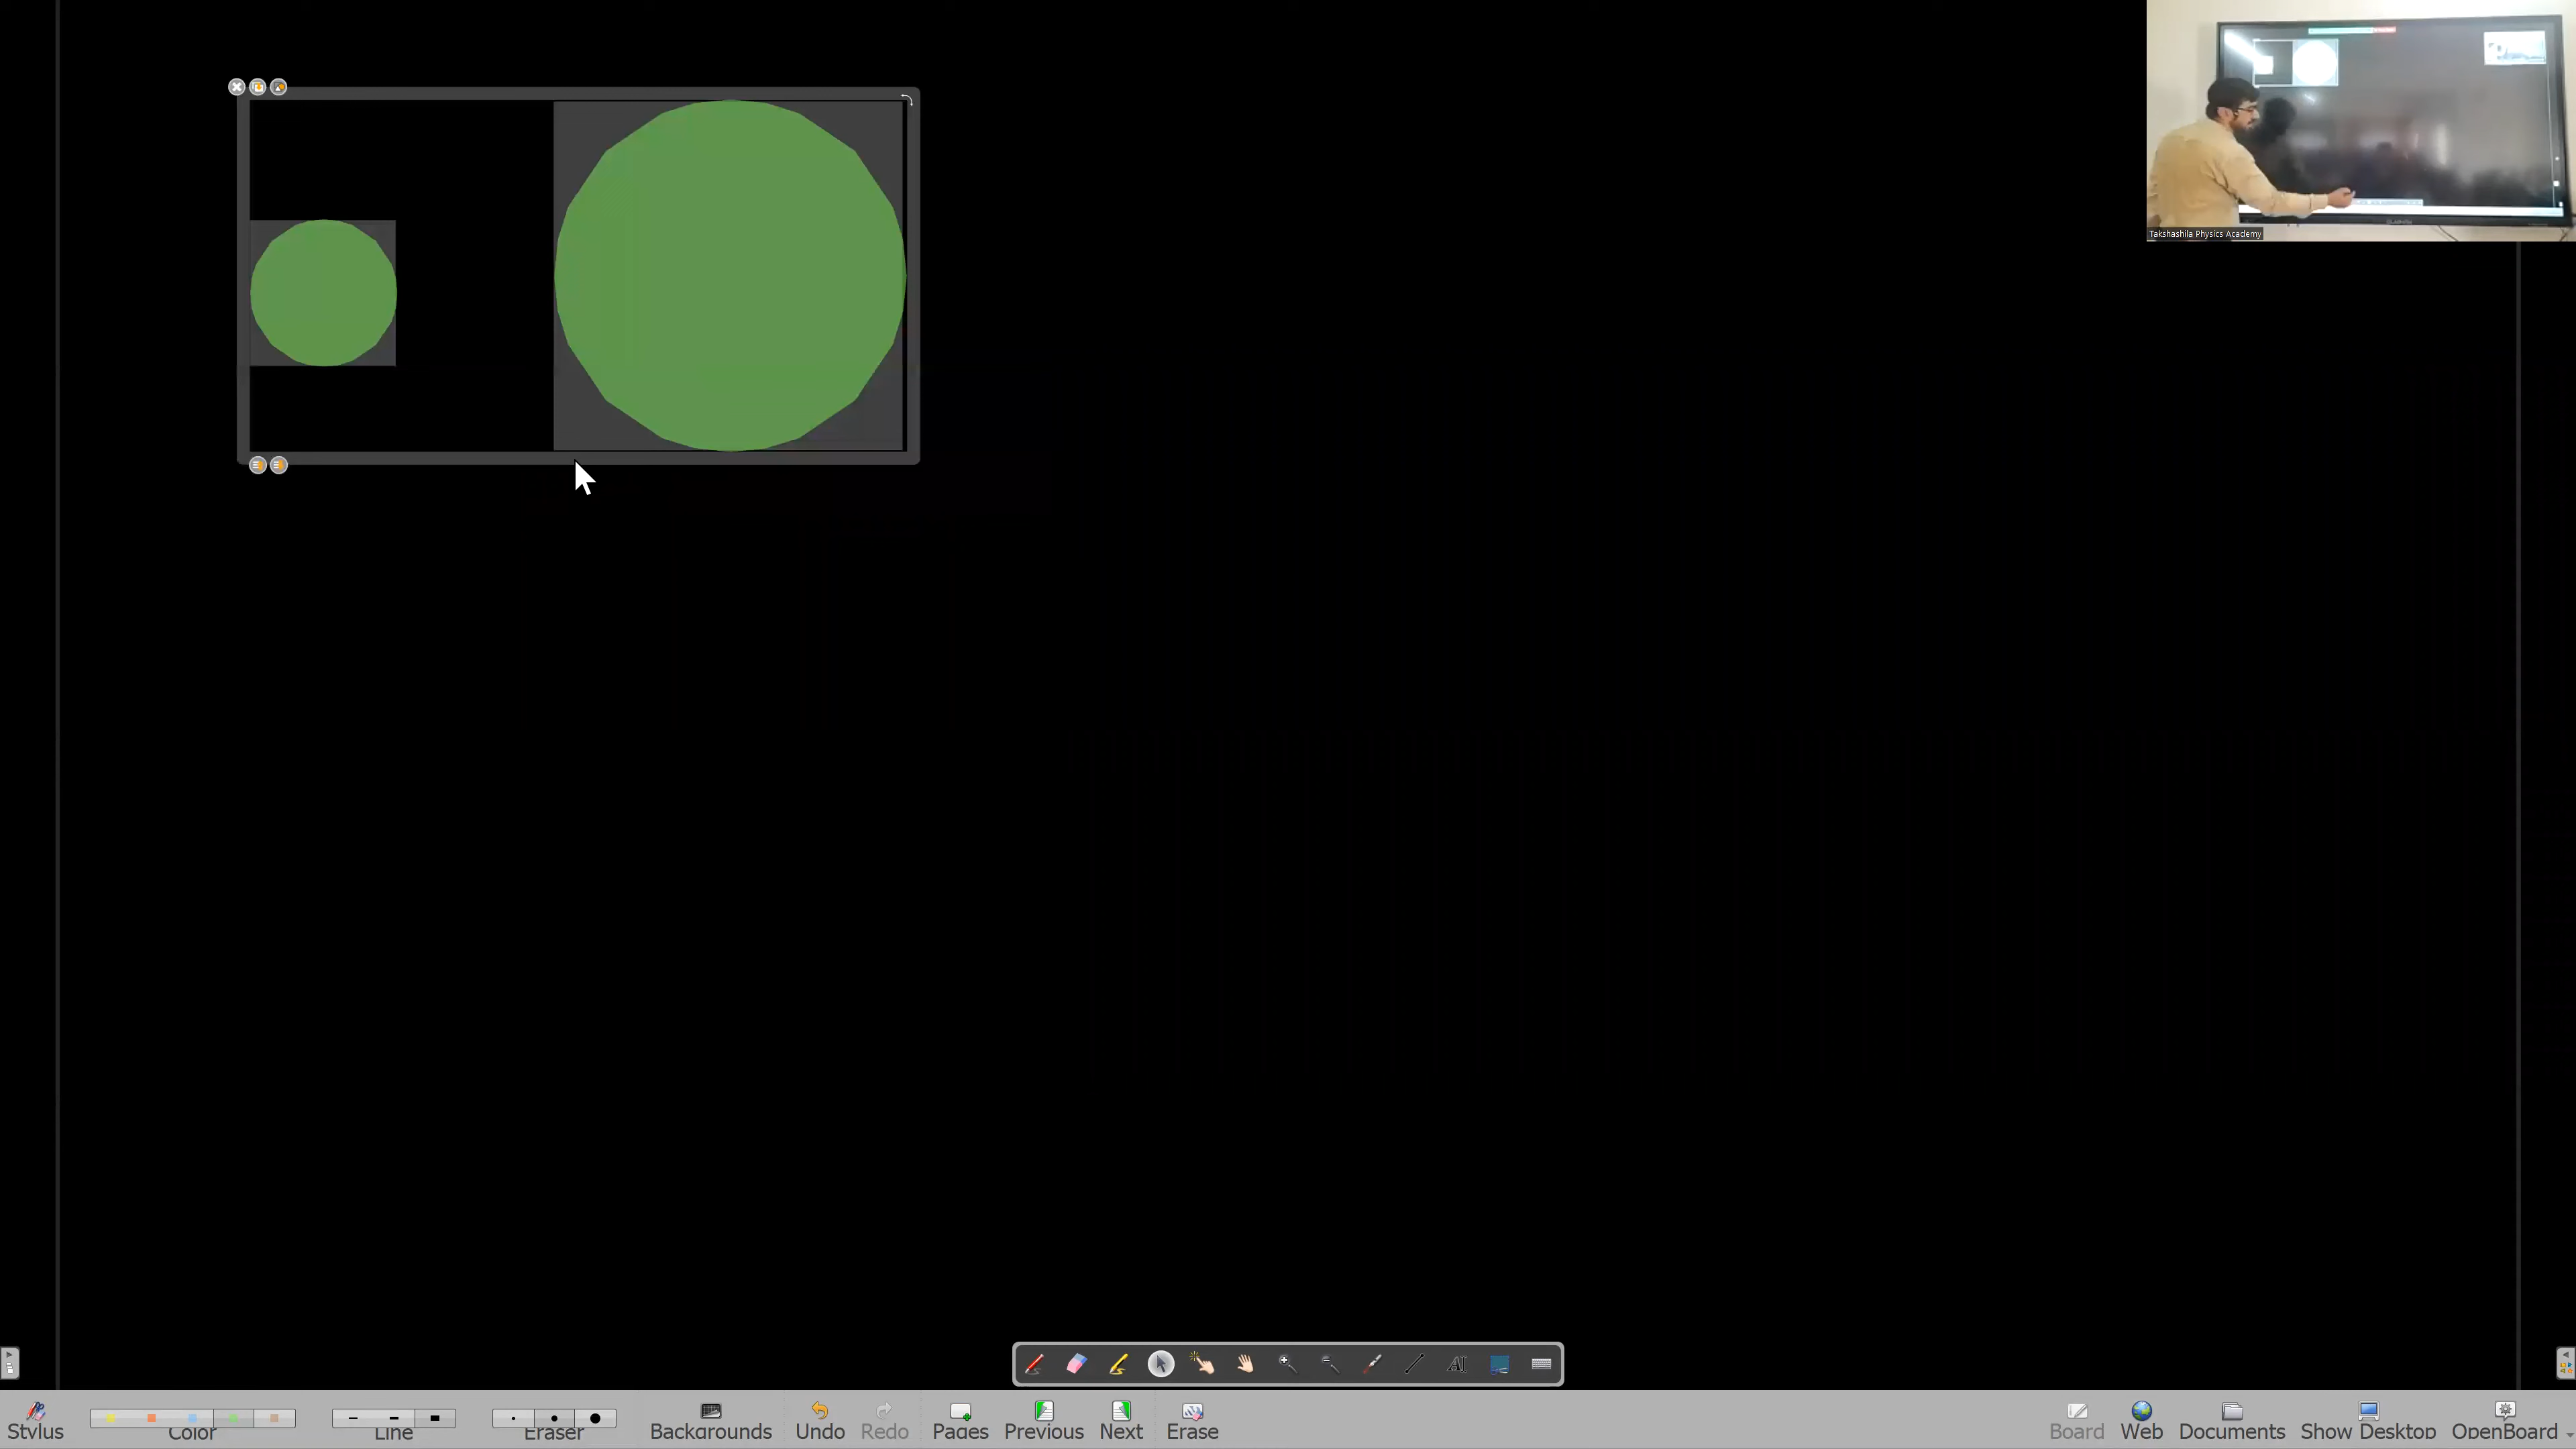 Takshashila Physics Academy
AI
Stylus
Color
Line
Eraser
Backgrounds
Undo
Redo
Pages
Previous
Next
Erase
Board
Web
Documents
Show Desktop
OpenBoard